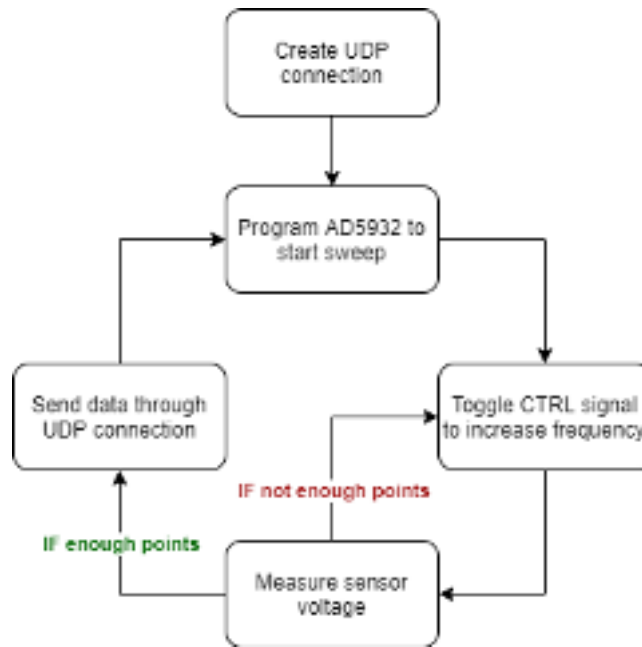 Create UDP
connection
Program AD5932 to
start sweep
Send data through
UDP connection
Toggle CTRL signal
to increase frequency
IF not enough points
IF enough points
Measure sensor
voltage